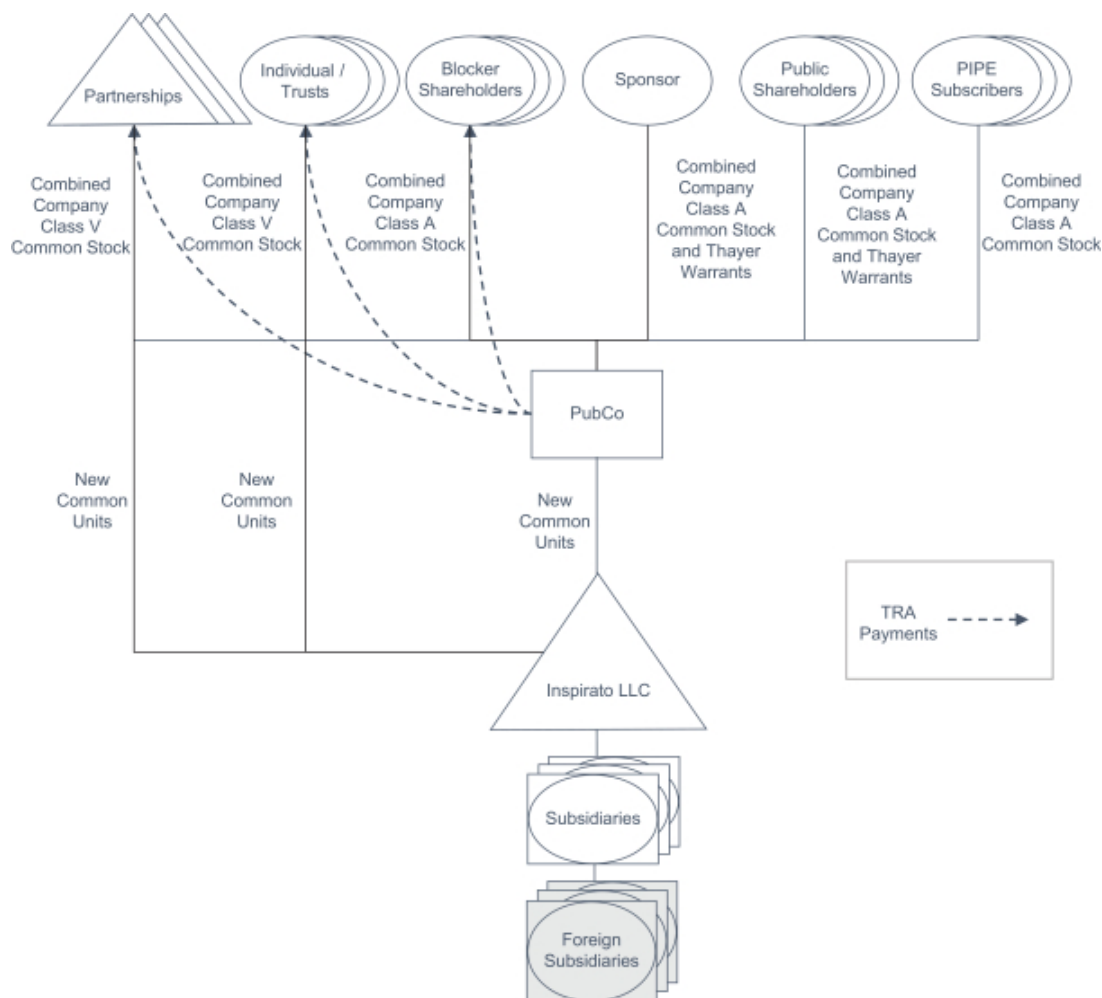 Partnerships
Individual /
Trusts
Blocker
Shareholders
Sponsor
Public
Shareholders
PIPE
Subscribers
Combined
Company
Class V
Common Stock
Combined
Company
Class V
Common Stock
Combined
Company
Class A
Common Stock
Combined
Company
Class A
Common Stock
and Thayer
Warrants
Combined
Company
Class A
Common Stock
and Thayer
Warrants
Combined
Company
Class A
Common Stock
PubCo
New
Common
Units
New
Common
Units
New
Common
Units
TRA
Payments
Inspirato LLC
Subsidiaries
Foreign
Subsidiaries